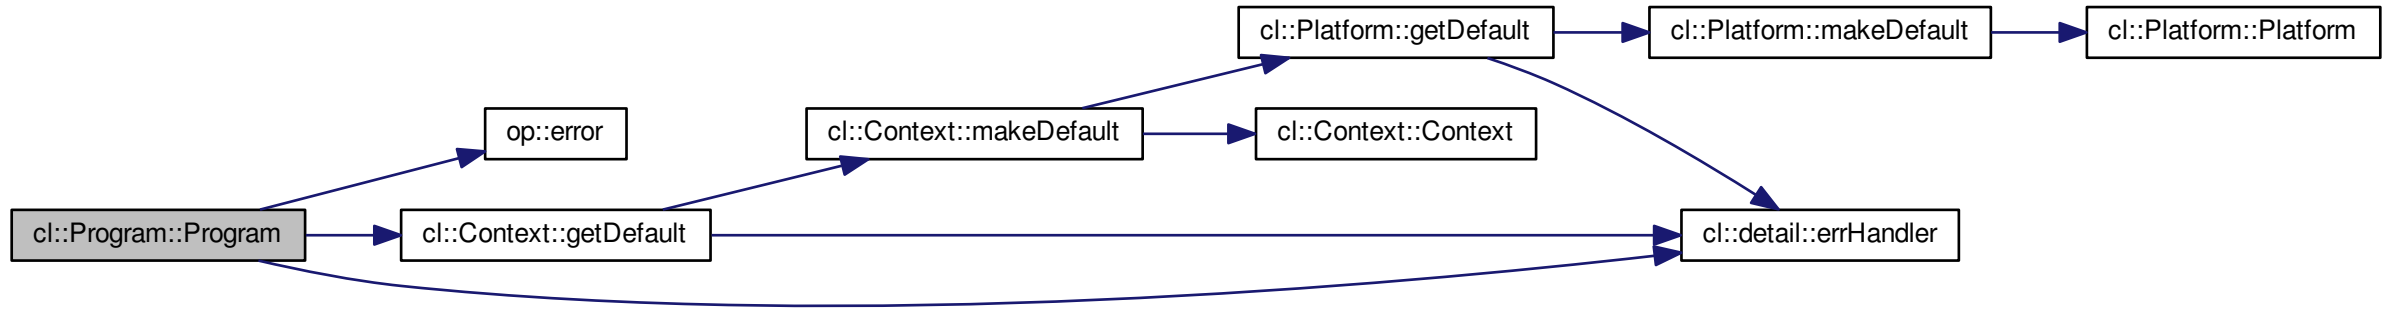 cl::Platform::getDefault
cl::Platform::makeDefault
cl::Platform::Platform
op::error
cl::Context::makeDefault
cl::Context::Context
cl::Program::Program
cl::Context::getDefault
cl::detail::errHandler